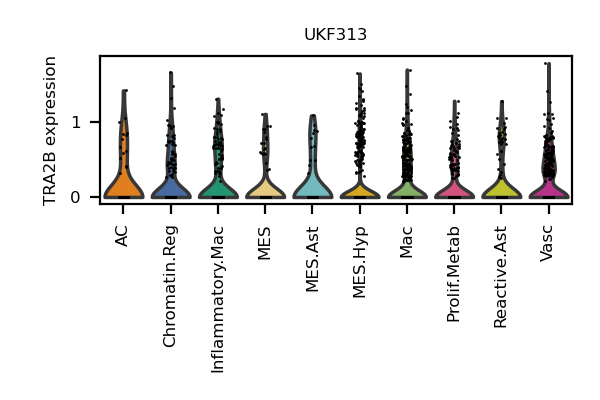 UKF313
TRA2B expression
1
0
AC
Chromatin.Reg
Inflammatory.Mac
MES
MES.Ast
MES.Hyp
Mac
Prolif.Metab
Reactive.Ast
Vasc